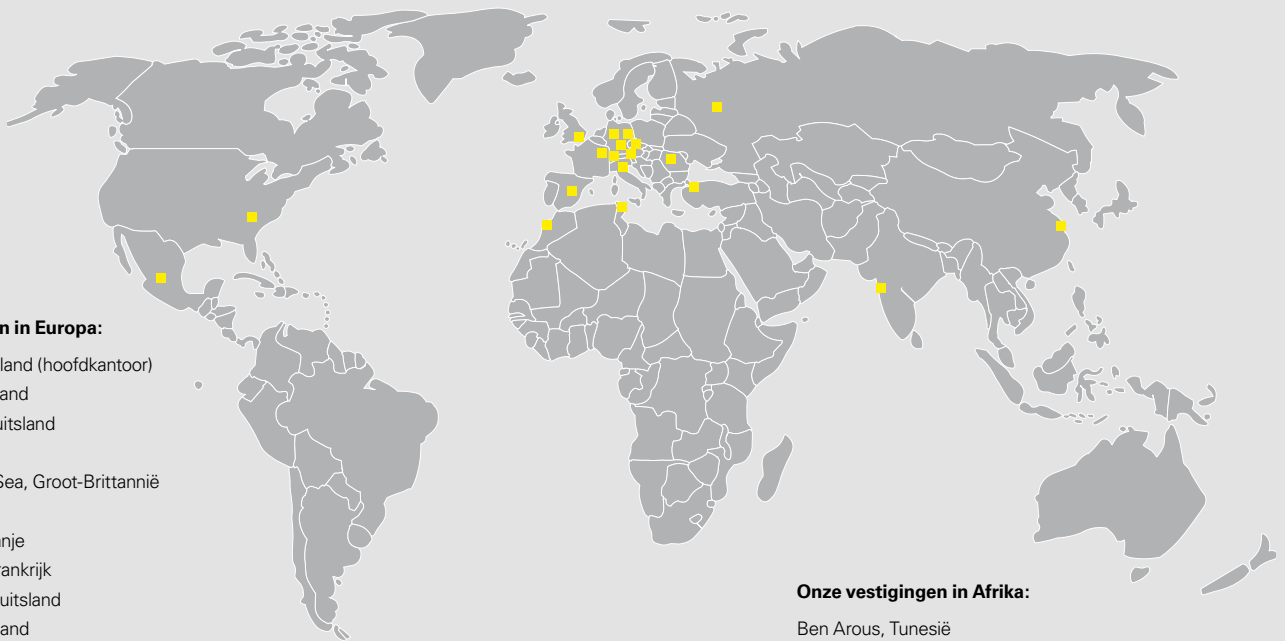 n in Europa:
land (hoofdkantoor)
and
uitsland
Sea, Groot-Brittannië
nje
rankrijk
uitsland
and
Onze vestigingen in Afrika:
Ben Arous, Tunesië